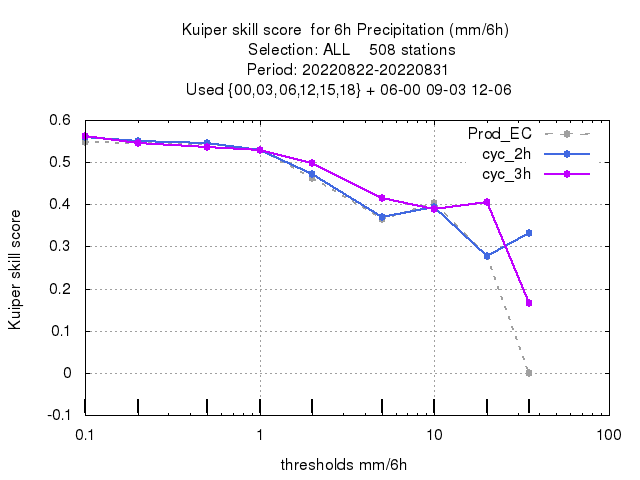 Kuiper skill score  for 6h Precipitation (mm/6h)
Selection: ALL    508 stations
Period: 20220822-20220831
Used {00,03,06,12,15,18} + 06-00 09-03 12-06
Prod_EC
cyc_2h
cyc_3h
0.6
0.5
0.4
0.3
0.2
0.1
0
-0.1
Kuiper skill score
0.1 1 10 100
thresholds mm/6h